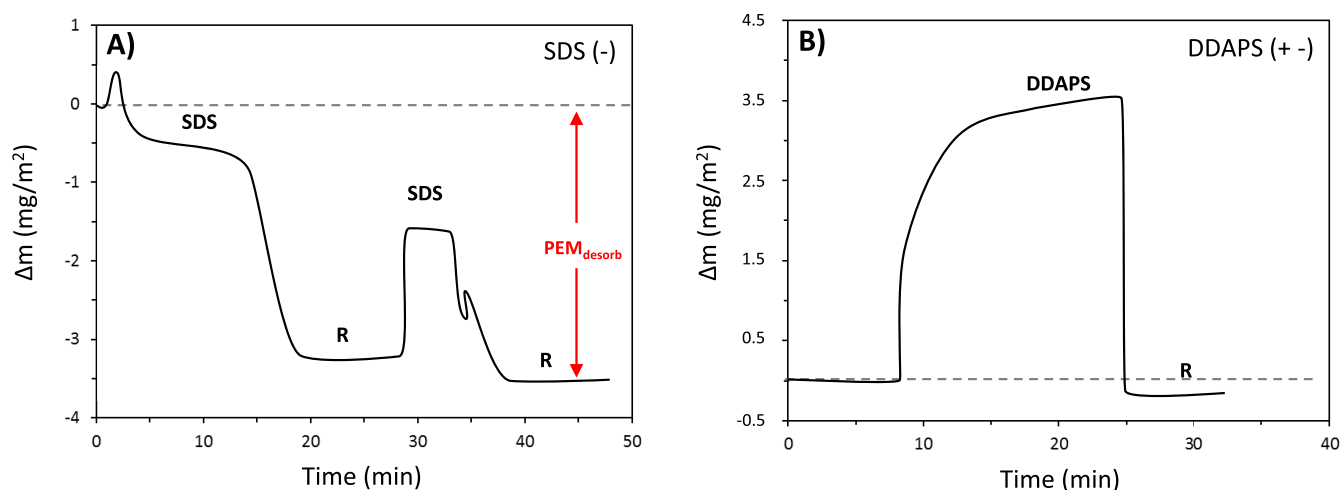 A)
SDS (-)
1
0
-1
-2
-3
-4
Δm (mg/m²)
SDS
R
SDS
PEMdesorb
R
0
10
20
30
40
50
Time (min)
B)
DDAPS (+ -)
4.5
3.5
2.5
1.5
0.5
-0.5
Δm (mg/m²)
DDAPS
R
0
10
20
30
40
Time (min)